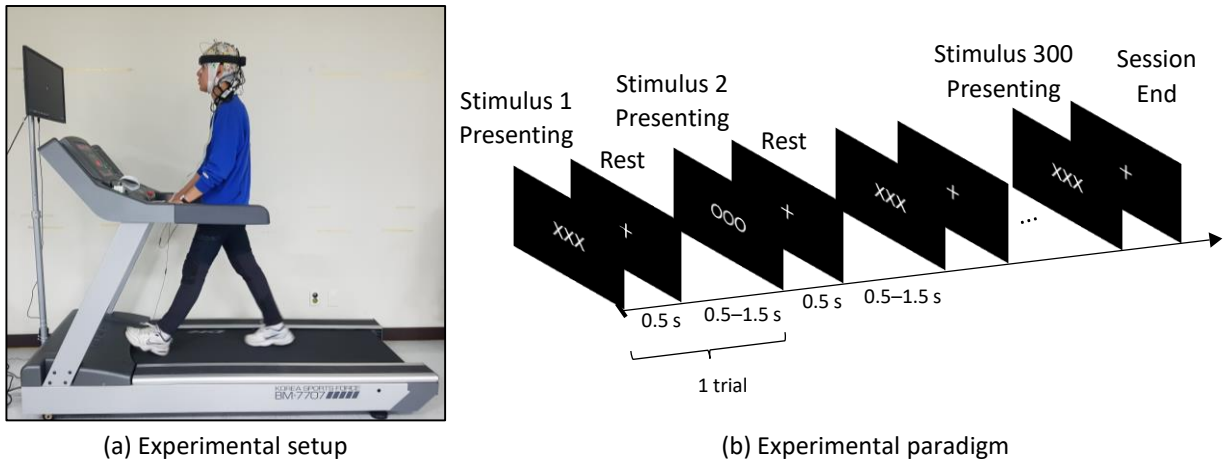 Stimulus 1
Presenting
Rest
Stimulus 2
Presenting
Rest
Stimulus 300
Presenting
Session
End
XXX
+
OOO
+
XXX
+
...
XXX
+
0.5 s
0.5–1.5 s
0.5 s
0.5–1.5 s
1 trial
KOREA SPORTS FORCE
BM-7707
(a) Experimental setup
(b) Experimental paradigm